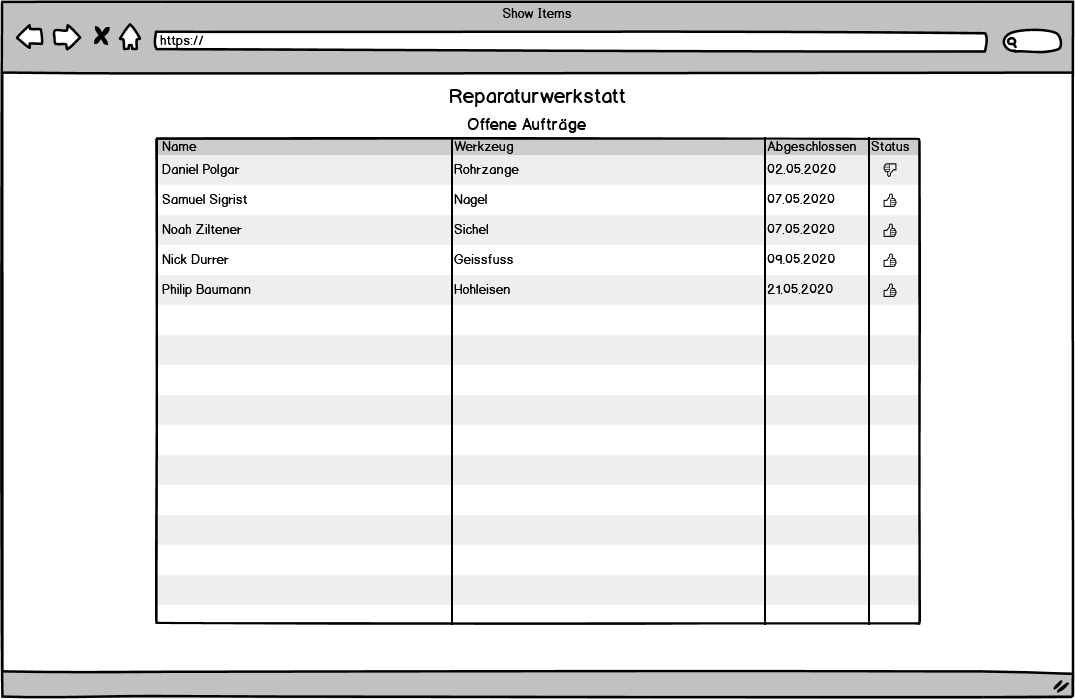 Show Items
https://
Reparaturwerkstatt
Offene Aufträge
Name Werkzeug Abgeschlossen Status
Daniel Polgar Rohrzange 02.05.2020
Samuel Sigrist Nagel 07.05.2020
Noah Ziltener Sichel 07.05.2020
Nick Durrer Geissfuss 09.05.2020
Philip Baumann Hohleisen 21.05.2020